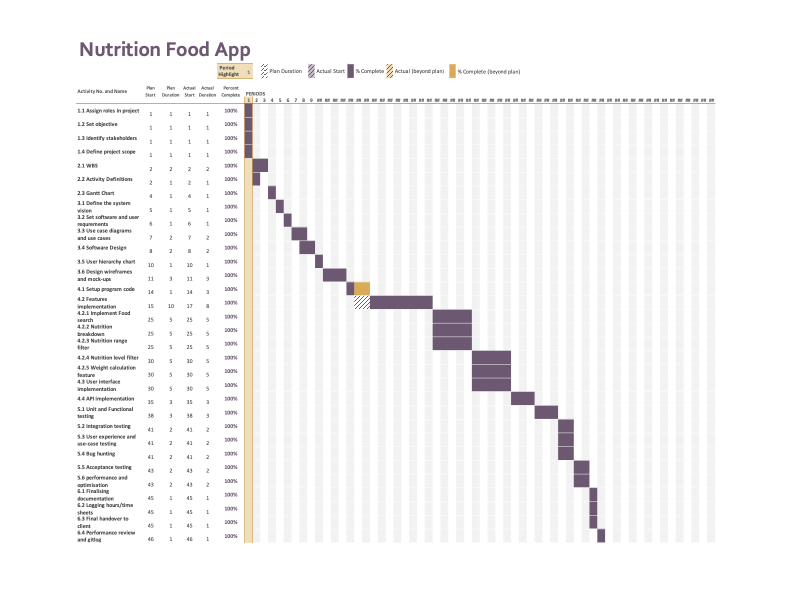 Nutrition Food App
Period Highlight: 1 Plan Duration Actual Start % Complete Actual (beyond plan) % Complete (beyond plan)
Activity No. and Name Plan Start Plan Duration Actual Start Actual Duration Percent Complete PERIODS
1 2 3 4 5 6 7 8 9 ## ## ## ## ## ## ## ## ## ## ## ## ## ## ## ## ## ## ## ## ## ## ## ## ## ## ## ## ## ## ## ## ## ## ## ## ## ## ## ## ## ## ## ## ## ## ## ## ## ## ##
1.1 Assign roles in project 1 1 1 1 100%
1.2 Set objective 1 1 1 1 100%
1.3 Identify stakeholders 1 1 1 1 100%
1.4 Define project scope 1 1 1 1 100%
2.1 WBS 2 2 2 2 100%
2.2 Activity Definitions 2 1 2 1 100%
2.3 Gantt Chart 4 1 4 1 100%
3.1 Define the system vision 5 1 5 1 100%
3.2 Set software and user requrements 6 1 6 1 100%
3.3 Use case diagrams and use cases 7 2 7 2 100%
3.4 Software Design 8 2 8 2 100%
3.5 User hierarchy chart 10 1 10 1 100%
3.6 Design wireframes and mock-ups 11 3 11 3 100%
4.1 Setup program code 14 1 14 3 100%
4.2 Features implementation 15 10 17 8 100%
4.2.1 Implement Food search 25 5 25 5 100%
4.2.2 Nutrition breakdown 25 5 25 5 100%
4.2.3 Nutrition range filter 25 5 25 5 100%
4.2.4 Nutrition level filter 30 5 30 5 100%
4.2.5 Weight calculation feature 30 5 30 5 100%
4.3 User interface implementation 30 5 30 5 100%
4.4 API implementation 35 3 35 3 100%
5.1 Unit and Functional testing 38 3 38 3 100%
5.2 Integration testing 41 2 41 2 100%
5.3 User experience and use-case testing 41 2 41 2 100%
5.4 Bug hunting 41 2 41 2 100%
5.5 Acceptance testing 43 2 43 2 100%
5.6 performance and optimisation 43 2 43 2 100%
6.1 Finalising documentation 45 1 45 1 100%
6.2 Logging hours/time sheets 45 1 45 1 100%
6.3 Final handover to client 45 1 45 1 100%
6.4 Performance review and gitlog 46 1 46 1 100%